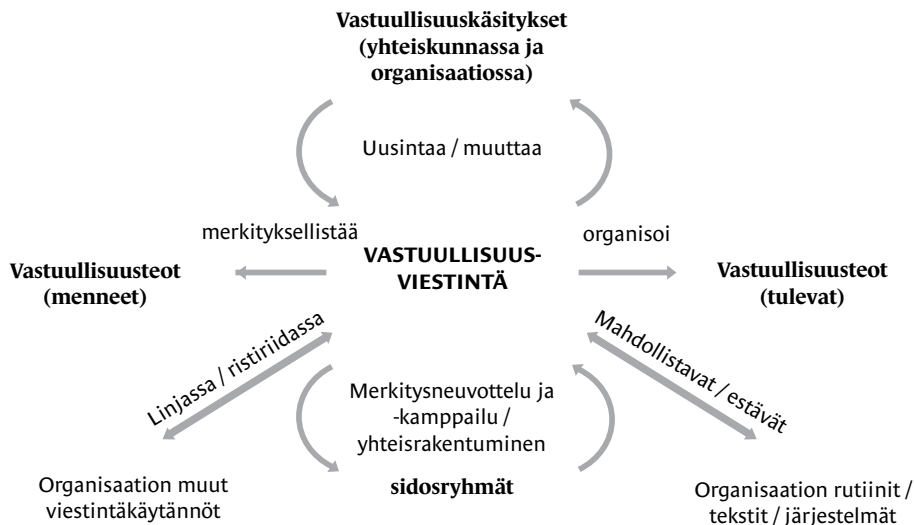 Vastuullisuuskäsitykset
(yhteiskunnassa ja
organisaatiossa)
Uusintaa / muuttaa
merkityksellistää
organisoi
Vastuullisuusteot
(menneet)
VASTUULLISUUS-
VIESTINTÄ
Vastuullisuusteot
(tulevat)
Linjassa / ristiriidassa
Mahdollistavat / estävät
Merkitysneuvottelu ja
-kamppailu /
yhteisrakentuminen
Organisaation muut
viestintäkäytännöt
sidosryhmät
Organisaation rutiinit /
tekstit / järjestelmät